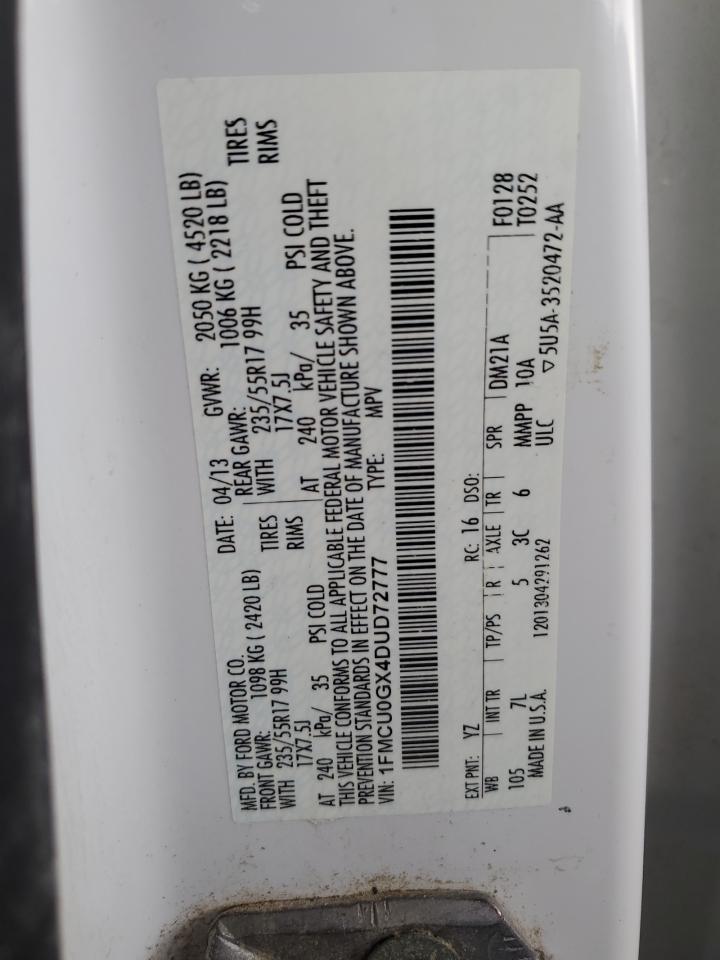 MFD. BY FORD MOTOR CO. DATE: 04/13 GVWR: 2050 KG ( 4520 LB)
FRONT GAWR: 1098 KG ( 2420 LB) REAR GAWR: 1006 KG ( 2218 LB)
WITH 235/55R17 99H TIRES WITH 235/55R17 99H TIRES
17X7.5J RIMS 17X7.5J RIMS
AT 240 kPa/ 35 PSI COLD AT 240 kPa/ 35 PSI COLD
THIS VEHICLE CONFORMS TO ALL APPLICABLE FEDERAL MOTOR VEHICLE SAFETY AND THEFT
PREVENTION STANDARDS IN EFFECT ON THE DATE OF MANUFACTURE SHOWN ABOVE.
VIN: 1FMCU0GX4DUD72777 TYPE: MPV
EXT PNT: YZ RC: 16 DSO: F0128
WB INT TR TP/PS R AXLE TR SPR DM21A T0252
105 7L 5 3C 6 MMPP 10A
MADE IN U.S.A. 1201304291262 ULC ▽5U5A-3520472-AA